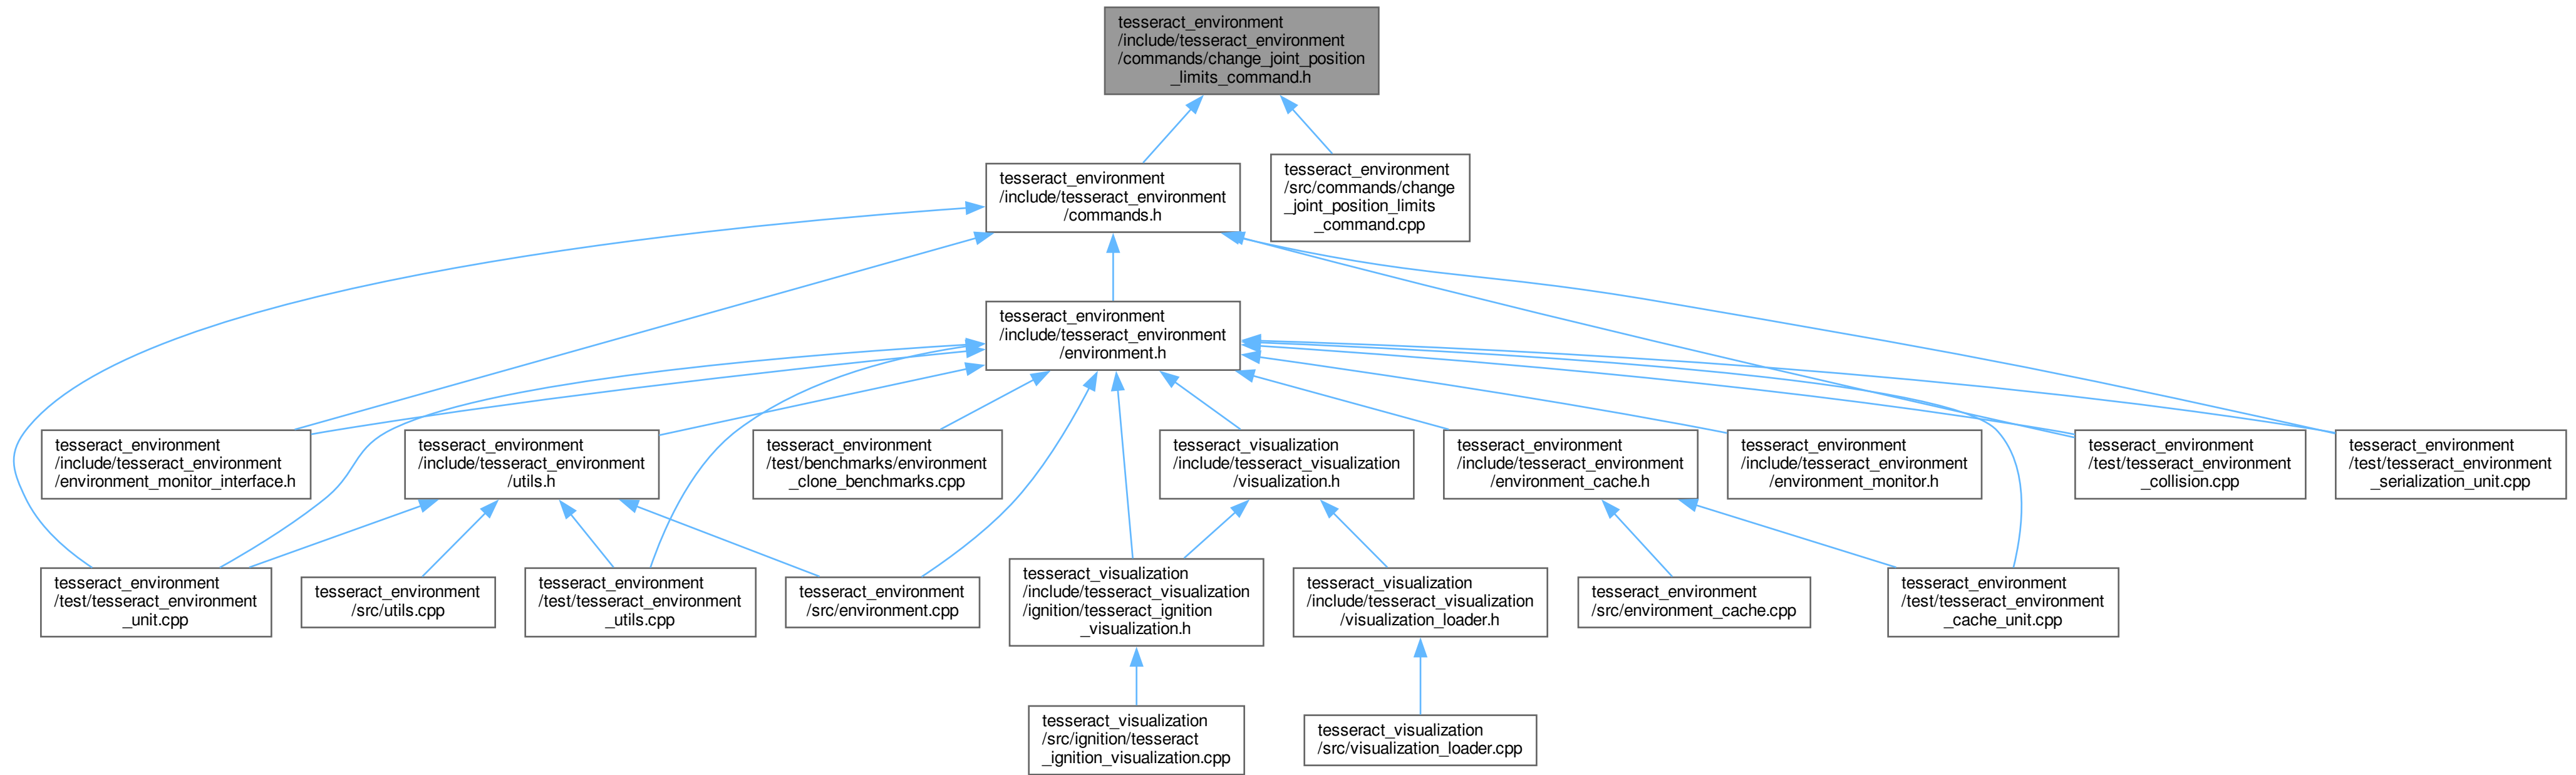 tesseract_environment
/include/tesseract_environment
/commands/change_joint_position
_limits_command.h
tesseract_environment
/include/tesseract_environment
/commands.h
tesseract_environment
/src/commands/change
_joint_position_limits
_command.cpp
tesseract_environment
/include/tesseract_environment
/environment.h
tesseract_environment
/include/tesseract_environment
/environment_monitor_interface.h
tesseract_environment
/include/tesseract_environment
/utils.h
tesseract_environment
/test/benchmarks/environment
_clone_benchmarks.cpp
tesseract_visualization
/include/tesseract_visualization
/visualization.h
tesseract_environment
/include/tesseract_environment
/environment_cache.h
tesseract_environment
/include/tesseract_environment
/environment_monitor.h
tesseract_environment
/test/tesseract_environment
_collision.cpp
tesseract_environment
/test/tesseract_environment
_serialization_unit.cpp
tesseract_environment
/test/tesseract_environment
_unit.cpp
tesseract_environment
/src/utils.cpp
tesseract_environment
/test/tesseract_environment
_utils.cpp
tesseract_environment
/src/environment.cpp
tesseract_visualization
/include/tesseract_visualization
/ignition/tesseract_ignition
_visualization.h
tesseract_visualization
/include/tesseract_visualization
/visualization_loader.h
tesseract_environment
/src/environment_cache.cpp
tesseract_environment
/test/tesseract_environment
_cache_unit.cpp
tesseract_visualization
/src/ignition/tesseract
_ignition_visualization.cpp
tesseract_visualization
/src/visualization_loader.cpp